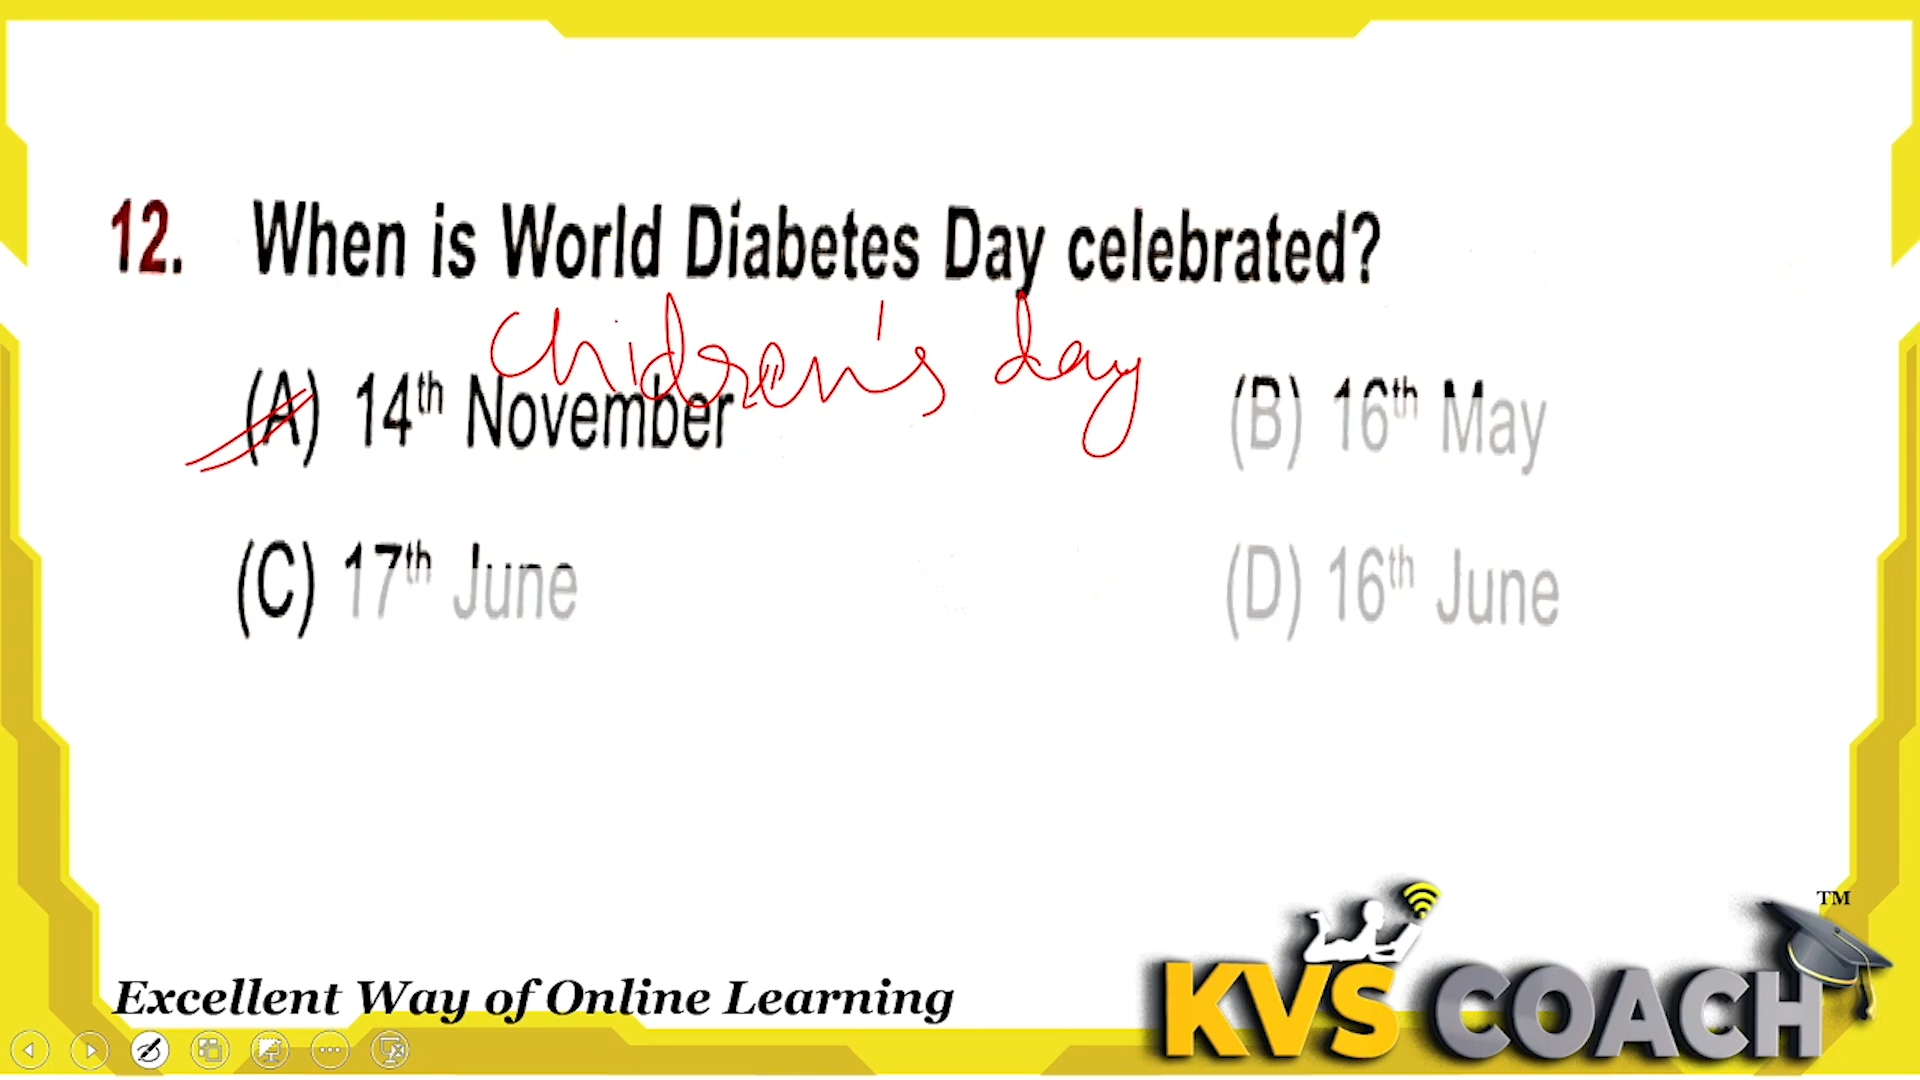 12. When is World Diabetes Day celebrated?
Chidren's day
(A) 14th November
(B) 16th May
(C) 17th June
(D) 16th June
Excellent Way of Online Learning
KVS COACH TM